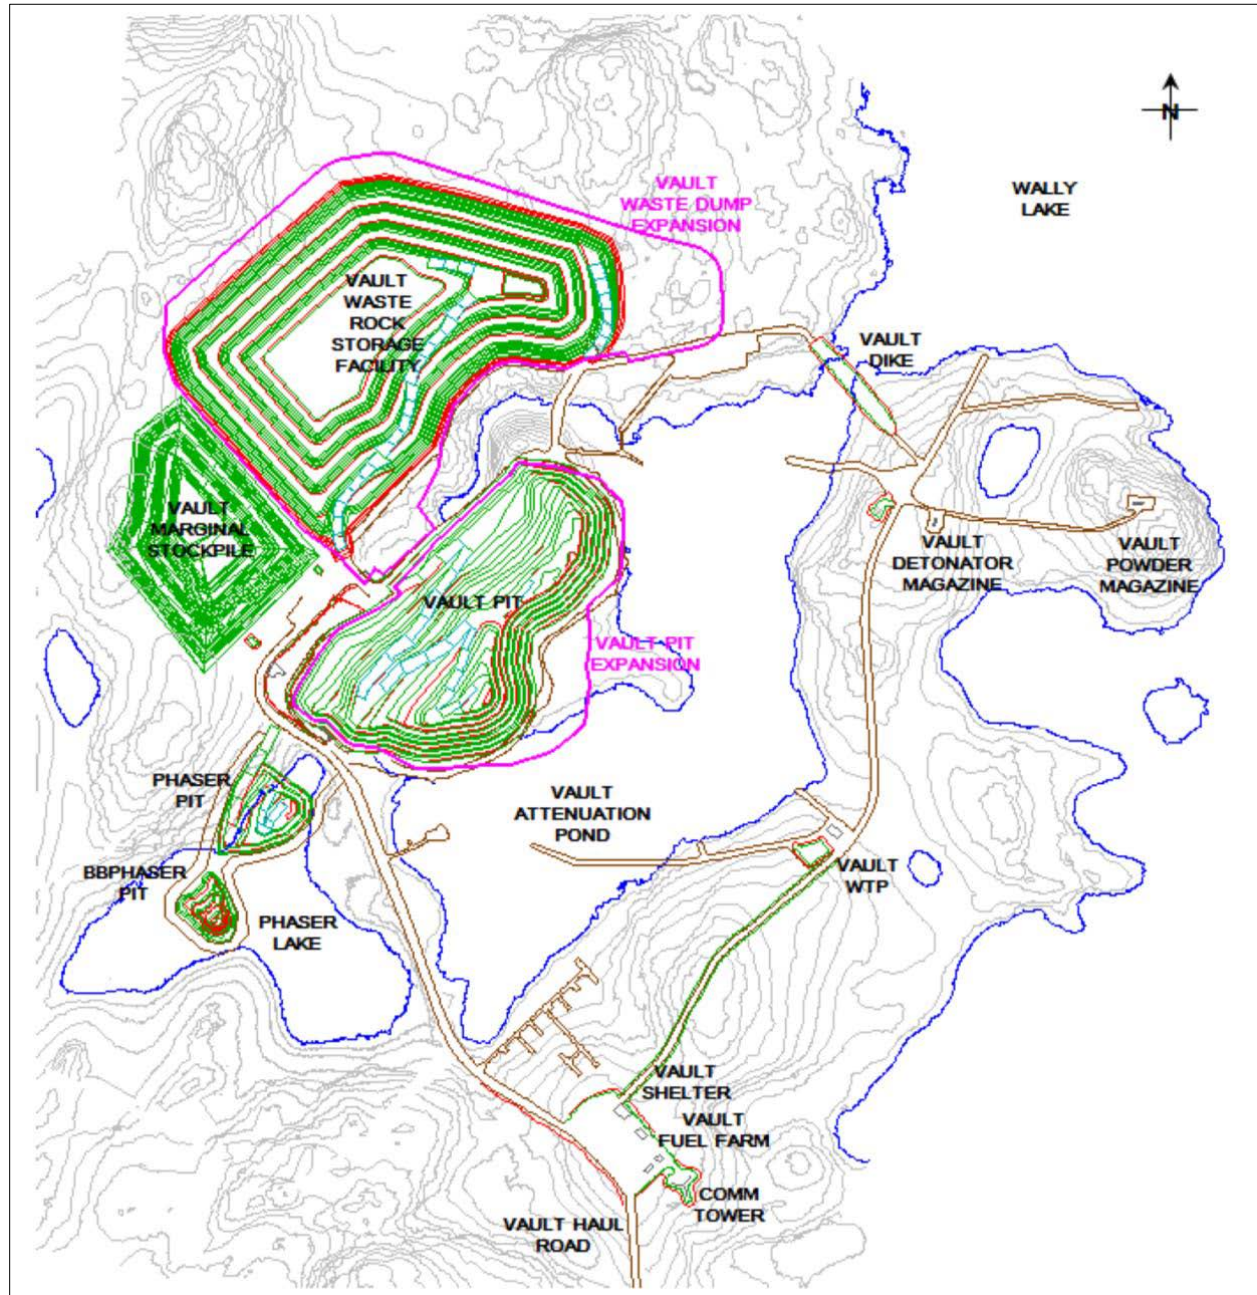 N
WALLY
LAKE
VAULT
WASTE DUMP
EXPANSION
VAULT
WASTE
ROCK
STORAGE
FACILITY
VAULT
DIKE
VAULT
MARGINAL
STOCKPILE
VAULT
DETONATOR
MAGAZINE
VAULT
POWDER
MAGAZINE
VAULT PIT
VAULT PIT
EXPANSION
PHASER
PIT
VAULT
ATTENUATION
POND
BBPHASER
PIT
VAULT
WTP
PHASER
LAKE
VAULT
SHELTER
VAULT
FUEL FARM
COMM
TOWER
VAULT HAUL
ROAD